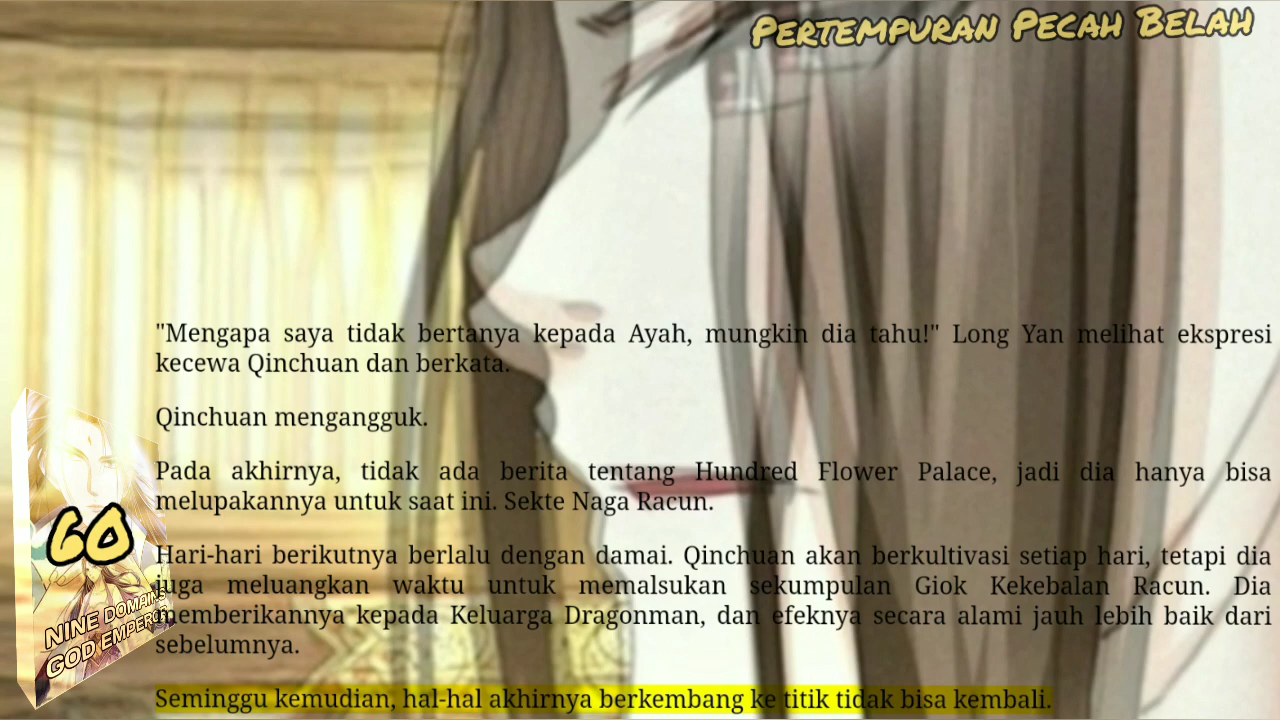 Pertempuran Pecah Belah
"Mengapa saya tidak bertanya kepada Ayah, mungkin dia tahu!" Long Yan melihat ekspresi
kecewa Qinchuan dan berkata.
Qinchuan mengangguk.
Pada akhirnya, tidak ada berita tentang Hundred Flower Palace, jadi dia hanya bisa
melupakannya untuk saat ini. Sekte Naga Racun.
Hari-hari berikutnya berlalu dengan damai. Qinchuan akan berkultivasi setiap hari, tetapi dia
juga meluangkan waktu untuk memalsukan sekumpulan Giok Kekebalan Racun. Dia
memberikannya kepada Keluarga Dragonman, dan efeknya secara alami jauh lebih baik dari
sebelumnya.
Seminggu kemudian, hal-hal akhirnya berkembang ke titik tidak bisa kembali.
60
NINE DOMAINS
GOD EMPEROR